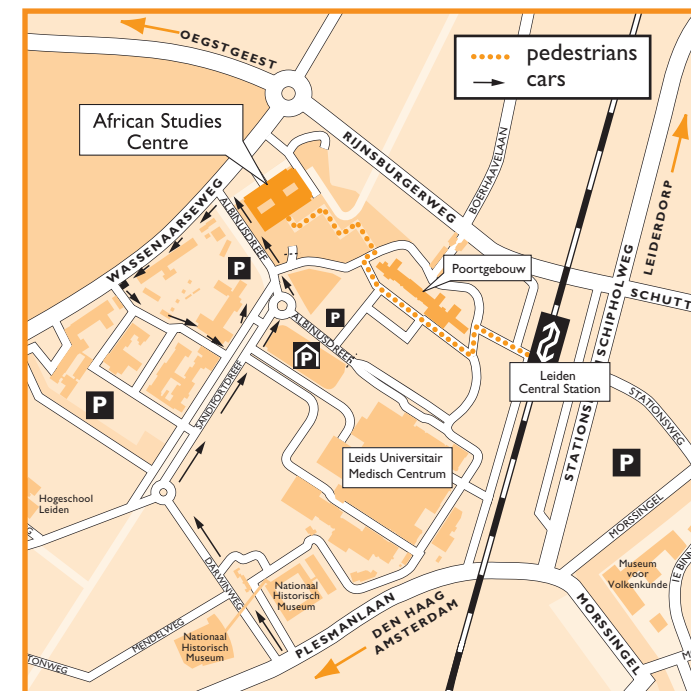 OEGSTGEEST
pedestrians
cars
African Studies
Centre
RIJNSBURGERWEG
BOERHAAVELAAN
WASSENAARSEWEG
ALBINUSDREEF
LEIDERDORP
P
Poortgebouw
SCHUTT
P
ALBINUSDREEF
P
Leiden
Central Station
SANDIFORTDREEF
P
STATIONSWEG
Leids Universitair
Medisch Centrum
P
SCHIPHOLWEG
Hogeschool
Leiden
MORSSINGEL
DARWINWEG
Museum
voor
Volkenkunde
Nationaal
Historisch
Museum
PLESMANLAAN
DEN HAAG
AMSTERDAM
MORSSINGEL
MENDELWEG
Nationaal
Historisch
Museum
TONWEG